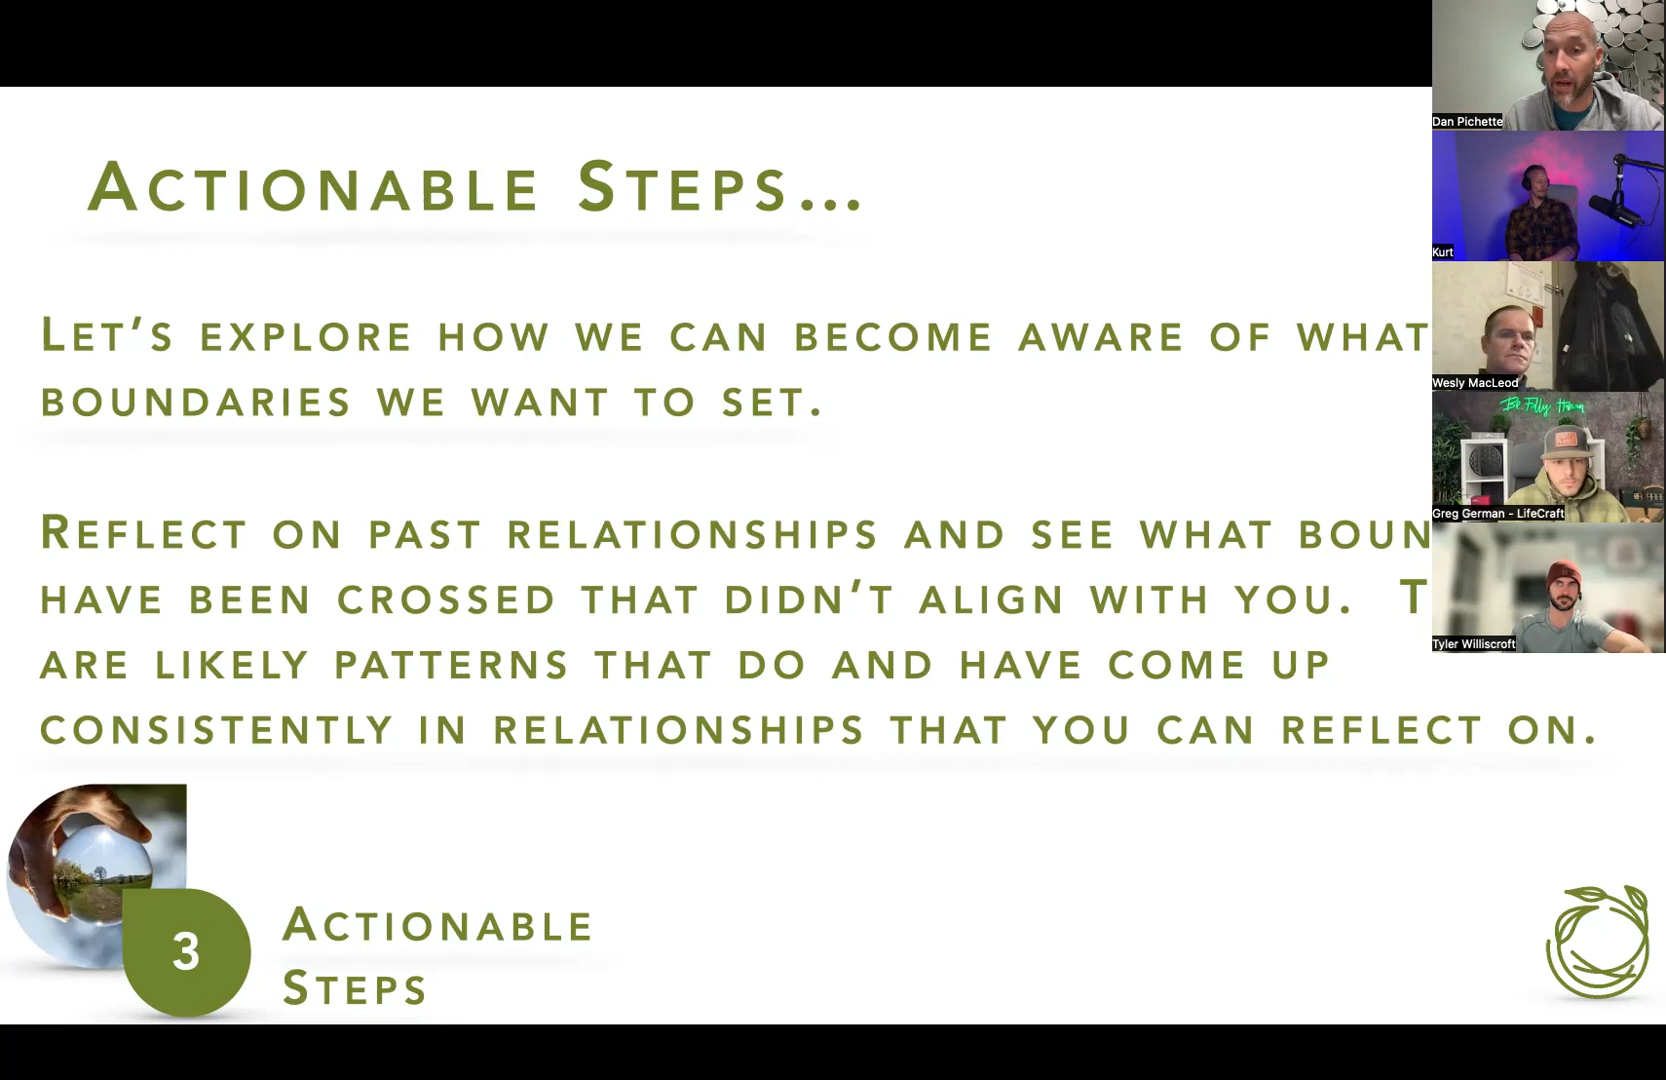 Actionable Steps...
Let's explore how we can become aware of what
boundaries we want to set.
Reflect on past relationships and see what boun
have been crossed that didn't align with you. T
are likely patterns that do and have come up
consistently in relationships that you can reflect on.
3
Actionable
Steps
Dan Pichette
Kurt
Wesly MacLeod
Be Fully Human
Greg German - LifeCraft
Tyler Williscroft